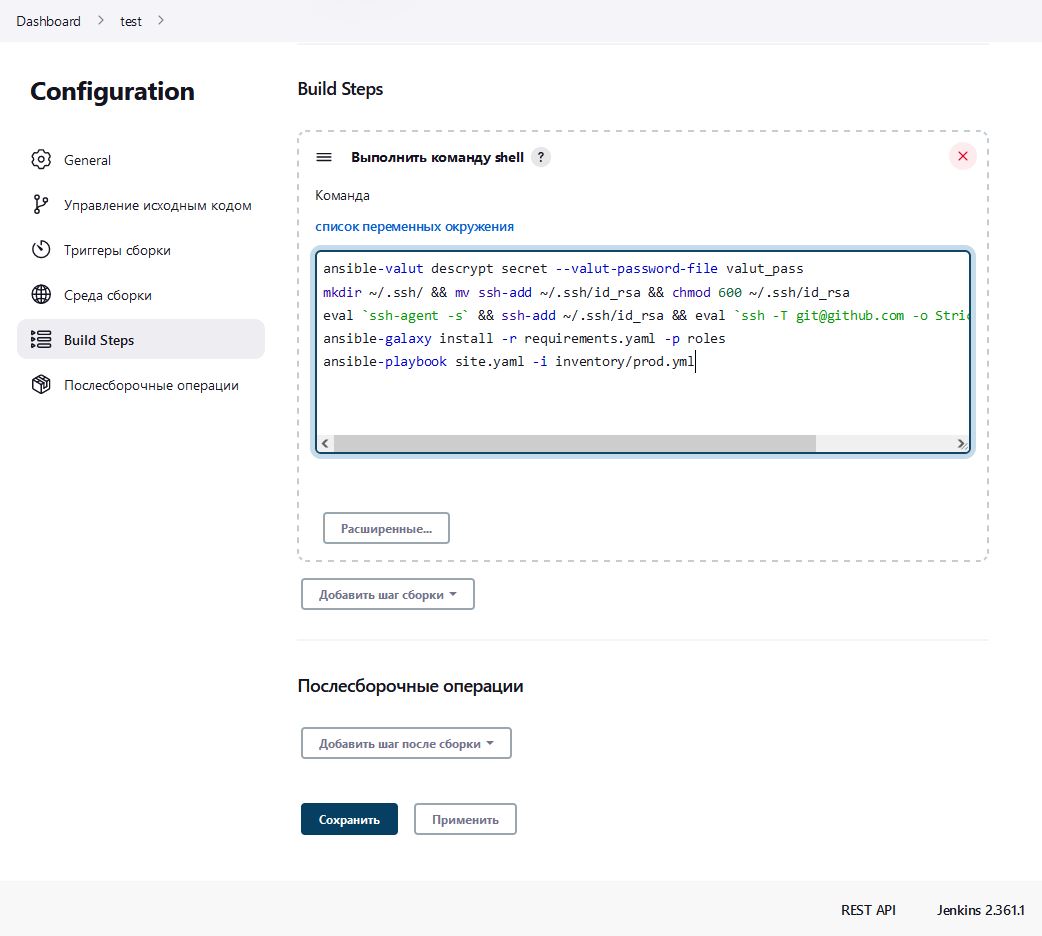 Dashboard > test >
Configuration
General
Управление исходным кодом
Триггеры сборки
Среда сборки
Build Steps
Послесборочные операции
Build Steps
Выполнить команду shell ?
Команда
список переменных окружения
ansible-valut descrypt secret --valut-password-file valut_pass
mkdir ~/.ssh/ && mv ssh-add ~/.ssh/id_rsa && chmod 600 ~/.ssh/id_rsa
eval `ssh-agent -s` && ssh-add ~/.ssh/id_rsa && eval `ssh -T git@github.com -o Stric
ansible-galaxy install -r requirements.yaml -p roles
ansible-playbook site.yaml -i inventory/prod.yml
Расширенные...
Добавить шаг сборки
Послесборочные операции
Добавить шаг после сборки
Сохранить
Применить
REST API
Jenkins 2.361.1